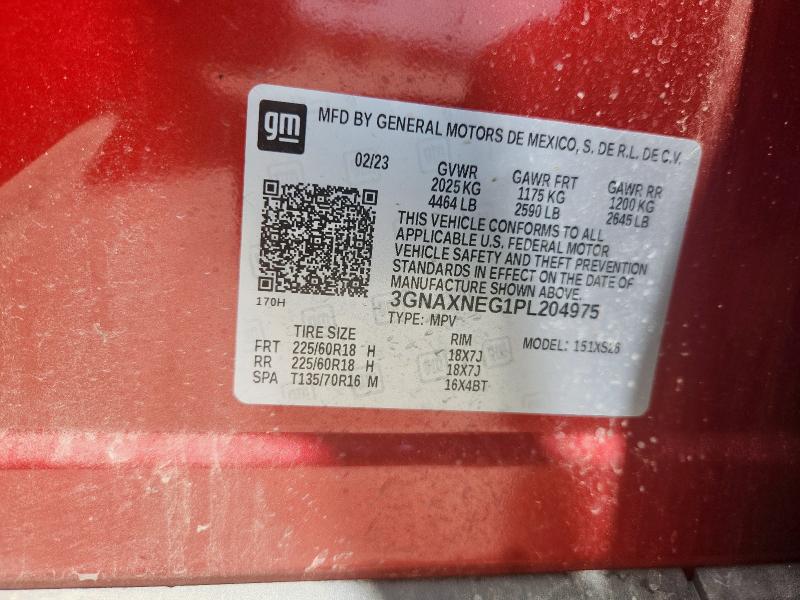 gm
MFD BY GENERAL MOTORS DE MEXICO, S. DE R.L. DE C.V.
02/23
GVWR
2025 KG
4464 LB
GAWR FRT
1175 KG
2590 LB
GAWR RR
1200 KG
2645 LB
THIS VEHICLE CONFORMS TO ALL
APPLICABLE U.S. FEDERAL MOTOR
VEHICLE SAFETY AND THEFT PREVENTION
STANDARDS IN EFFECT ON THE DATE OF
MANUFACTURE SHOWN ABOVE.
170H
3GNAXNEG1PL204975
TYPE: MPV
MODEL: 151XS26
TIRE SIZE
RIM
FRT 225/60R18 H 18X7J
RR 225/60R18 H 18X7J
SPA T135/70R16 M 16X4BT